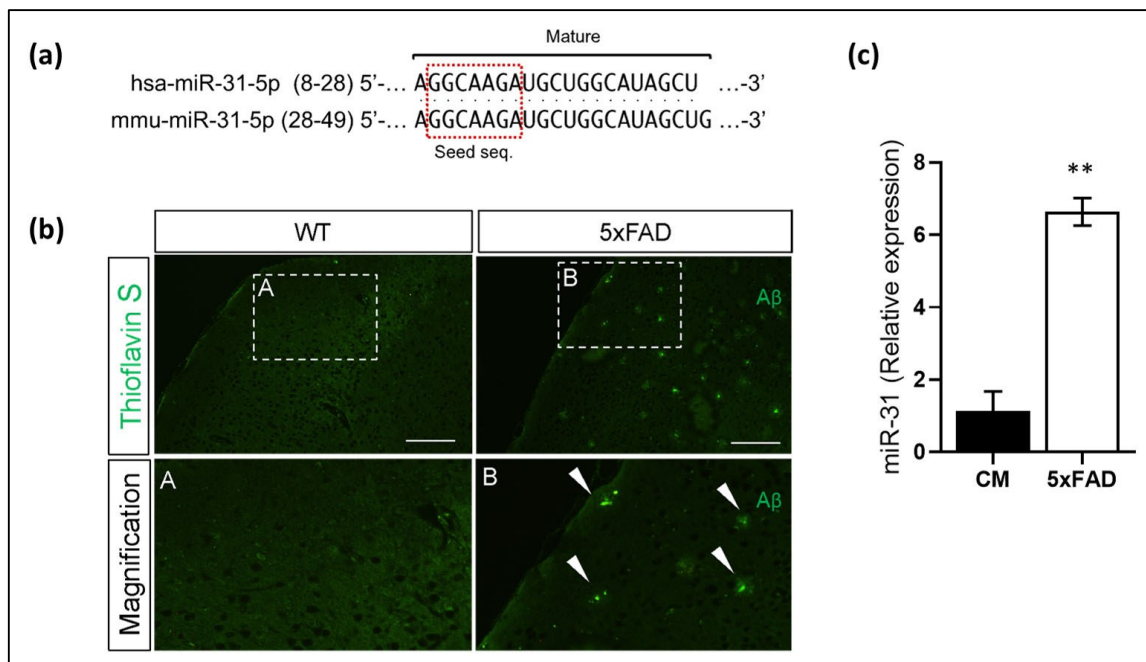 (a)
Mature
hsa-miR-31-5p (8-28) 5'-... AGGCAAGAUGCUGGCAUAGCU ...-3'
mmu-miR-31-5p (28-49) 5'-... AGGCAAGAUGCUGGCAUAGCUG ...-3'
Seed seq.
(b)
WT
5xFAD
Thioflavin S
A
B
Aβ
Magnification
A
B
Aβ
(c)
miR-31 (Relative expression)
8
6
4
2
0
**
CM
5xFAD